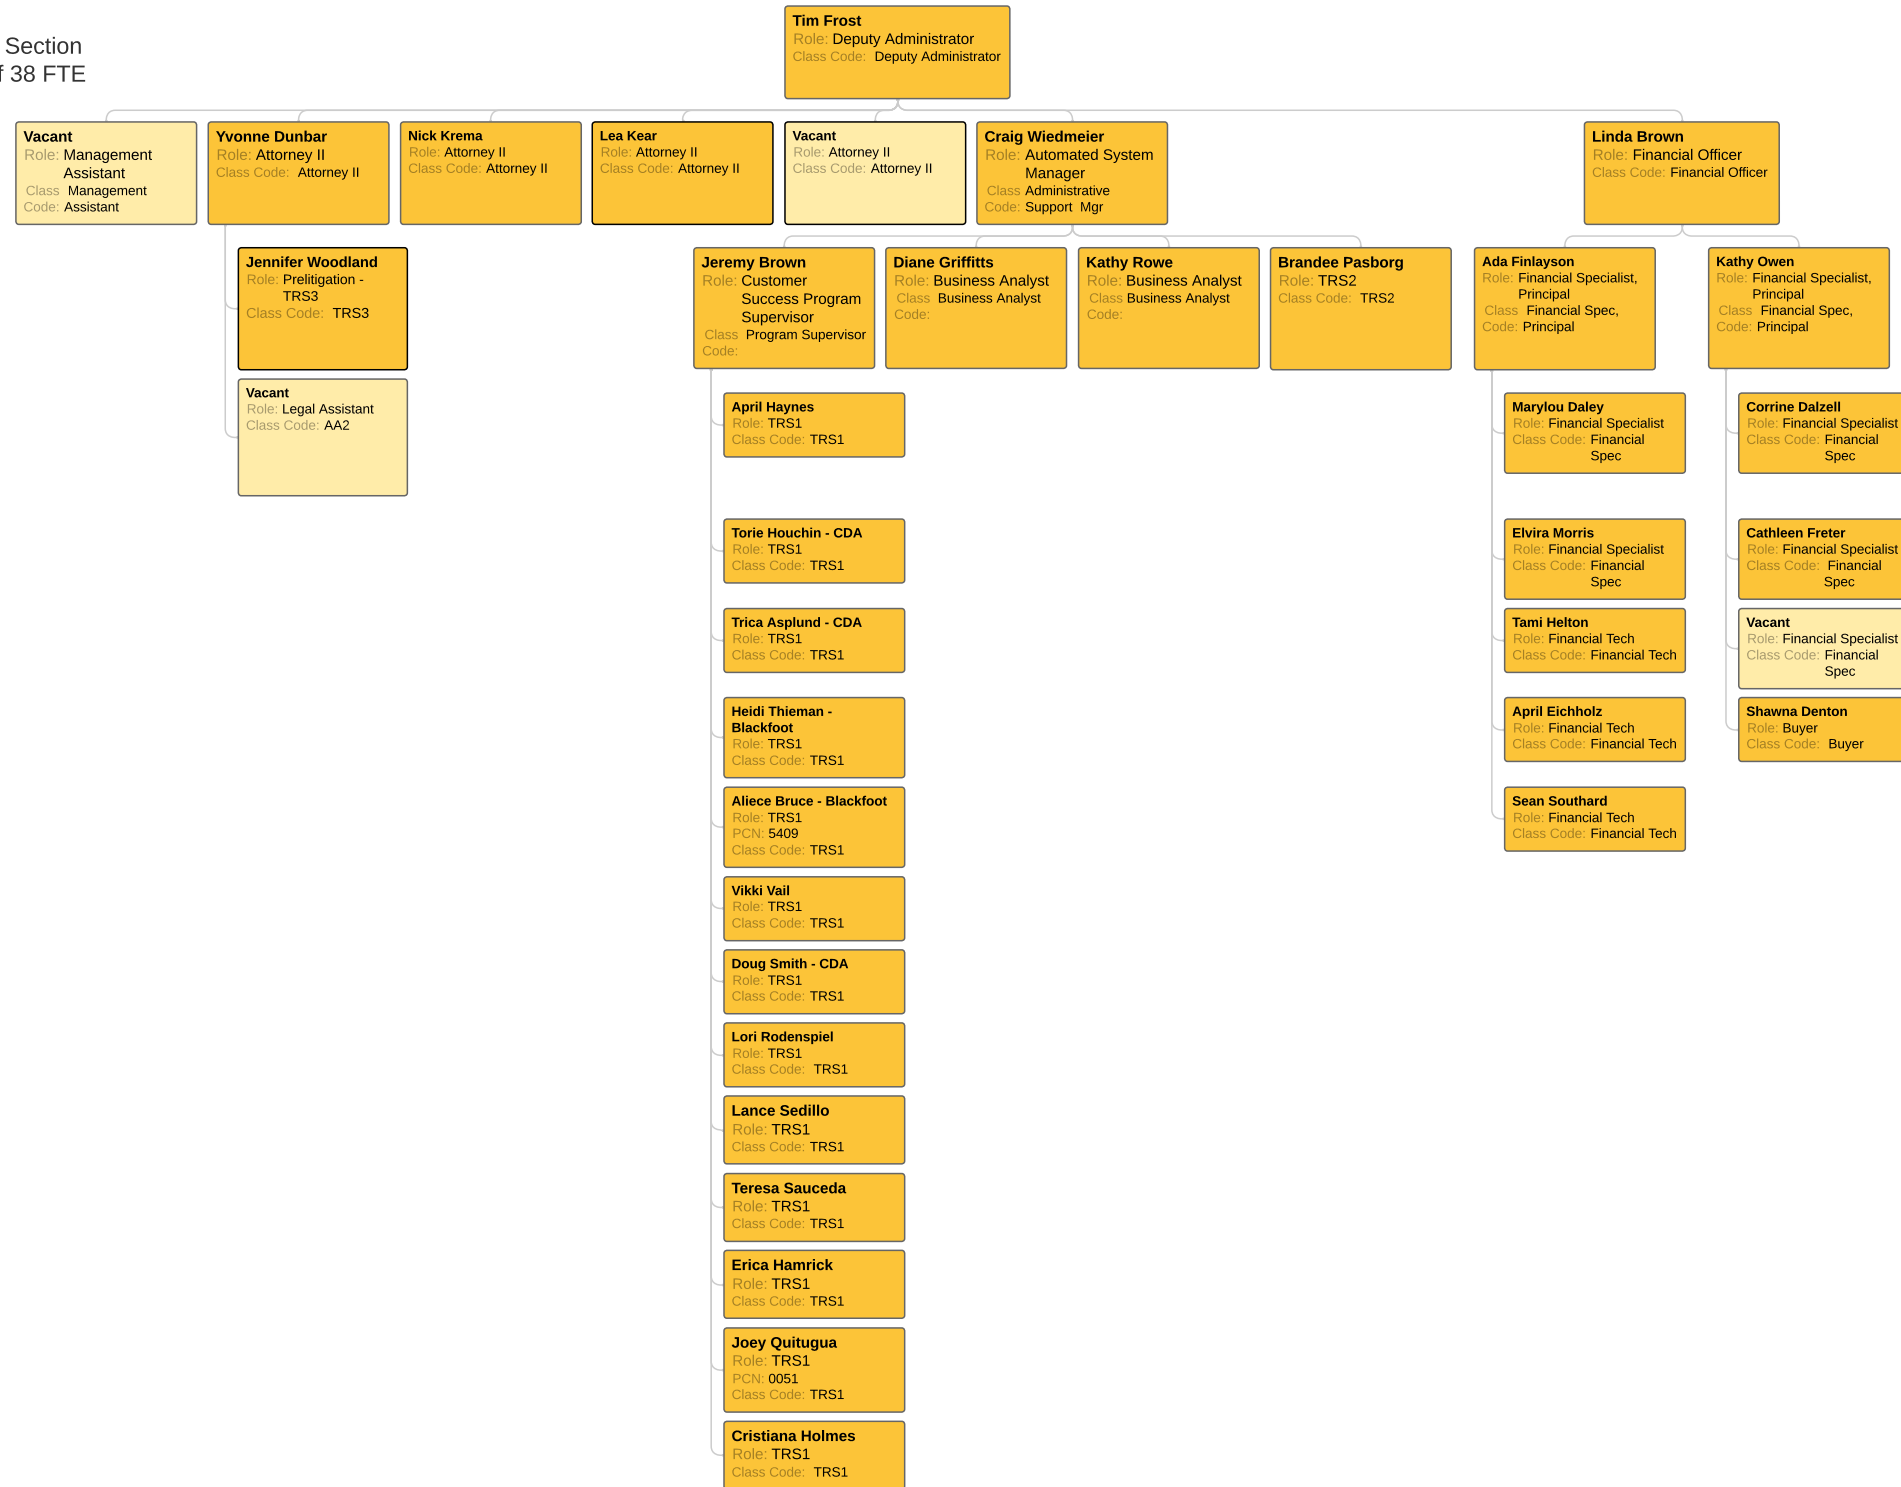 Section
f 38 FTE
Tim Frost
Role: Deputy Administrator
Class Code: Deputy Administrator
Vacant
Role: Management
Assistant
Class Management
Code: Assistant
Yvonne Dunbar
Role: Attorney II
Class Code: Attorney II
Nick Krema
Role: Attorney II
Class Code: Attorney II
Lea Kear
Role: Attorney II
Class Code: Attorney II
Vacant
Role: Attorney II
Class Code: Attorney II
Craig Wiedmeier
Role: Automated System
Manager
Class Administrative
Code: Support Mgr
Linda Brown
Role: Financial Officer
Class Code: Financial Officer
Jennifer Woodland
Role: Prelitigation -
TRS3
Class Code: TRS3
Vacant
Role: Legal Assistant
Class Code: AA2
Jeremy Brown
Role: Customer
Success Program
Supervisor
Class Program Supervisor
Code:
Diane Griffitts
Role: Business Analyst
Class Business Analyst
Code:
Kathy Rowe
Role: Business Analyst
Class Business Analyst
Code:
Brandee Pasborg
Role: TRS2
Class Code: TRS2
Ada Finlayson
Role: Financial Specialist,
Principal
Class Financial Spec,
Code: Principal
Kathy Owen
Role: Financial Specialist,
Principal
Class Financial Spec,
Code: Principal
April Haynes
Role: TRS1
Class Code: TRS1
Torie Houchin - CDA
Role: TRS1
Class Code: TRS1
Trica Asplund - CDA
Role: TRS1
Class Code: TRS1
Heidi Thieman -
Blackfoot
Role: TRS1
Class Code: TRS1
Aliece Bruce - Blackfoot
Role: TRS1
PCN: 5409
Class Code: TRS1
Vikki Vail
Role: TRS1
Class Code: TRS1
Doug Smith - CDA
Role: TRS1
Class Code: TRS1
Lori Rodenspiel
Role: TRS1
Class Code: TRS1
Lance Sedillo
Role: TRS1
Class Code: TRS1
Teresa Sauceda
Role: TRS1
Class Code: TRS1
Erica Hamrick
Role: TRS1
Class Code: TRS1
Joey Quitugua
Role: TRS1
PCN: 0051
Class Code: TRS1
Cristiana Holmes
Role: TRS1
Class Code: TRS1
Marylou Daley
Role: Financial Specialist
Class Code: Financial
Spec
Elvira Morris
Role: Financial Specialist
Class Code: Financial
Spec
Tami Helton
Role: Financial Tech
Class Code: Financial Tech
April Eichholz
Role: Financial Tech
Class Code: Financial Tech
Sean Southard
Role: Financial Tech
Class Code: Financial Tech
Corrine Dalzell
Role: Financial Specialist
Class Code: Financial
Spec
Cathleen Freter
Role: Financial Specialist
Class Code: Financial
Spec
Vacant
Role: Financial Specialist
Class Code: Financial
Spec
Shawna Denton
Role: Buyer
Class Code: Buyer